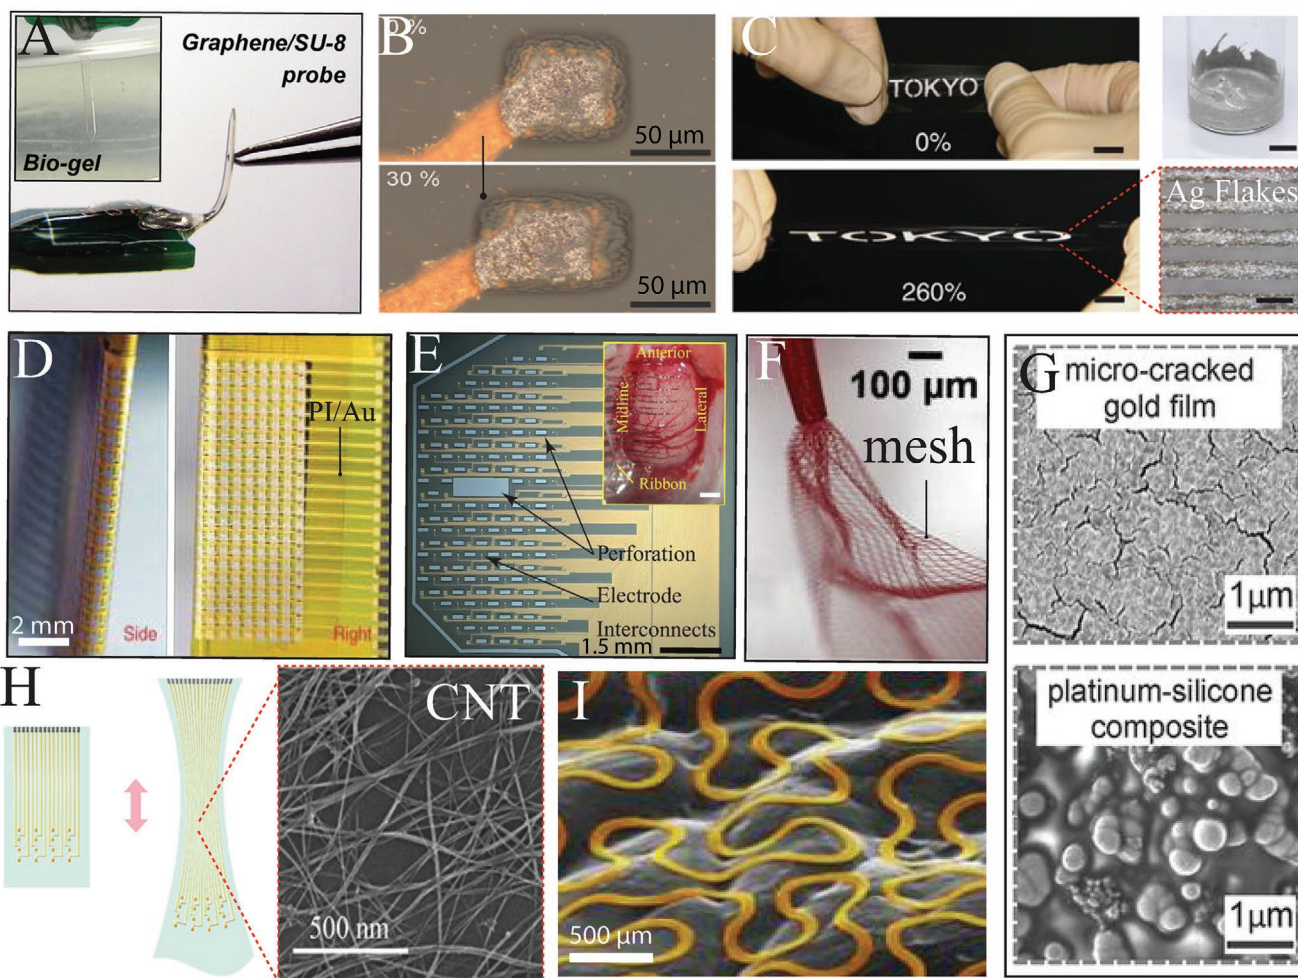 A
Graphene/SU-8
probe
Bio-gel
B
%
50 µm
30 %
50 µm
C
TOKYO
0%
TOKYO
260%
Ag Flakes
D
PI/Au
2 mm
Side
Right
E
Anterior
Midline
Lateral
Ribbon
Perforation
Electrode
Interconnects
1.5 mm
F
100 µm
mesh
G
micro-cracked
gold film
1µm
platinum-silicone
composite
1µm
H
CNT
500 nm
I
500 µm